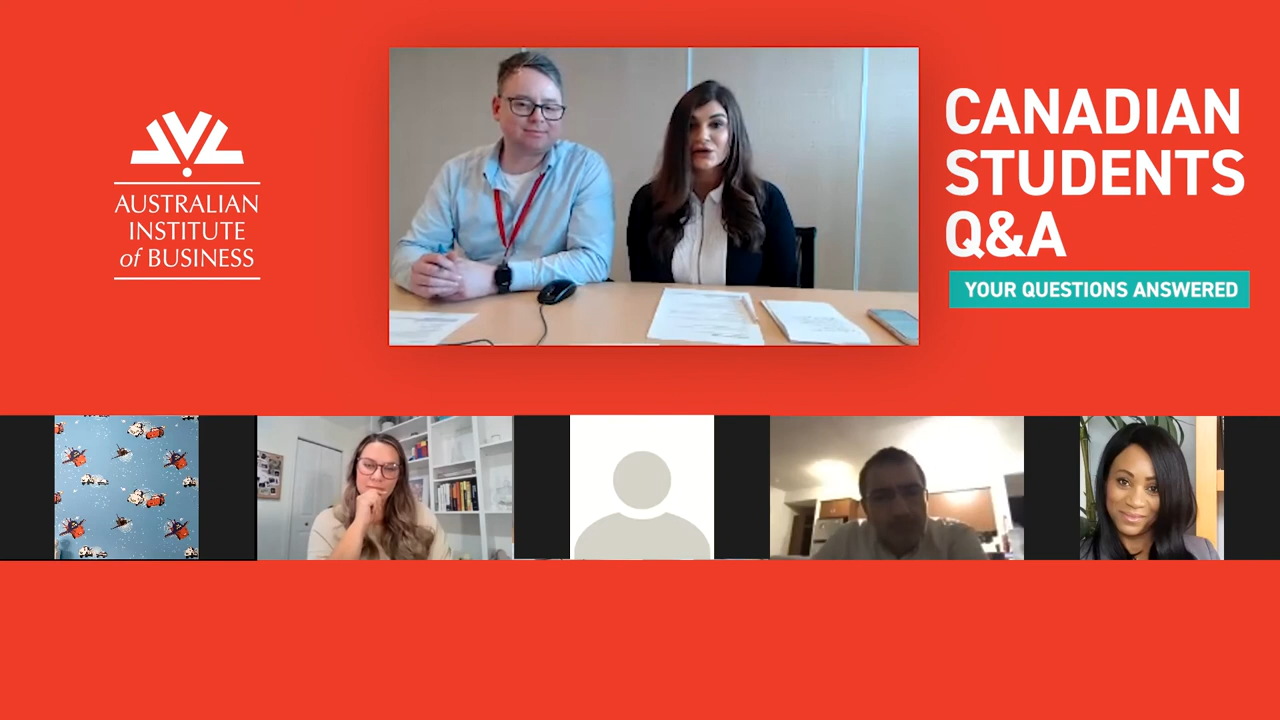 AUSTRALIAN
INSTITUTE
of BUSINESS
CANADIAN
STUDENTS
Q&A
YOUR QUESTIONS ANSWERED